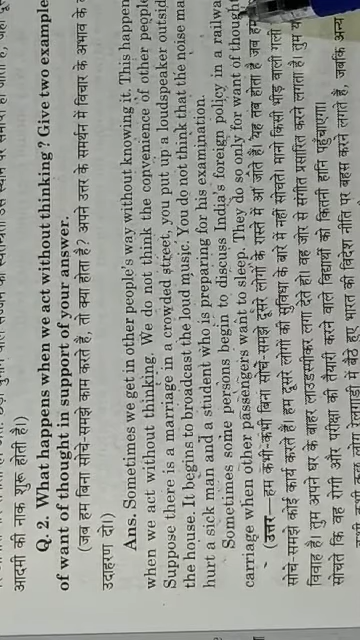 आदमी की नाक शुरू होती है।)
Q. 2. What happens when we act without thinking? Give two example
of want of thought in support of your answer.
(जब हम बिना सोचे-समझे काम करते हैं, तो क्या होता है? अपने उत्तर के समर्थन में विचार के अभाव के
उदाहरण दो।)
Ans. Sometimes we get in other people's way without knowing it. This happen
when we act without thinking. We do not think the convenience of other people
Suppose there is a marriage in a crowded street, you put up a loudspeaker outsid
the house. It begins to broadcast the loud music. You do not think that the noise ma
hurt a sick man and a student who is preparing for his examination.
Sometimes some persons begin to discuss India's foreign policy in a railwa
carriage when other passengers want to sleep. They do so only for want of thought
(उत्तर—हम कभी-कभी बिना सोचे-समझे दूसरे लोगों के रास्ते में आ जाते हैं। यह तब होता है जब हम
सोचे-समझे कोई कार्य करते हैं। हम दूसरे लोगों की सुविधा के बारे में नहीं सोचते। मानो किसी भीड़ वाली गली
विवाह है। तुम अपने घर के बाहर लाउडस्पीकर लगा देते हो। वह जोर से संगीत प्रसारित करने लगता है। तुम य
सोचते कि वह रोगी और परीक्षा की तैयारी करने वाले विद्यार्थी को कितनी हानि पहुँचाएगा।
लोग रेलगाड़ी में बैठे हुए भारत की विदेश नीति पर बहस करने लगते हैं, जबकि अन्य